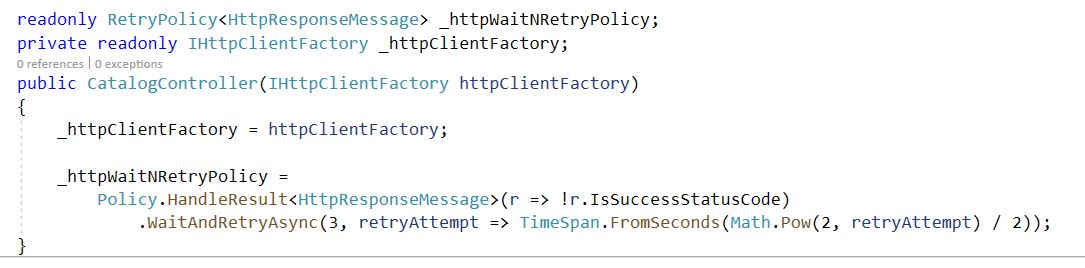 readonly RetryPolicy<HttpResponseMessage> _httpWaitNRetryPolicy;
private readonly IHttpClientFactory _httpClientFactory;
0 references | 0 exceptions
public CatalogController(IHttpClientFactory httpClientFactory)
{
    _httpClientFactory = httpClientFactory;

    _httpWaitNRetryPolicy =
        Policy.HandleResult<HttpResponseMessage>(r => !r.IsSuccessStatusCode)
            .WaitAndRetryAsync(3, retryAttempt => TimeSpan.FromSeconds(Math.Pow(2, retryAttempt) / 2));
}